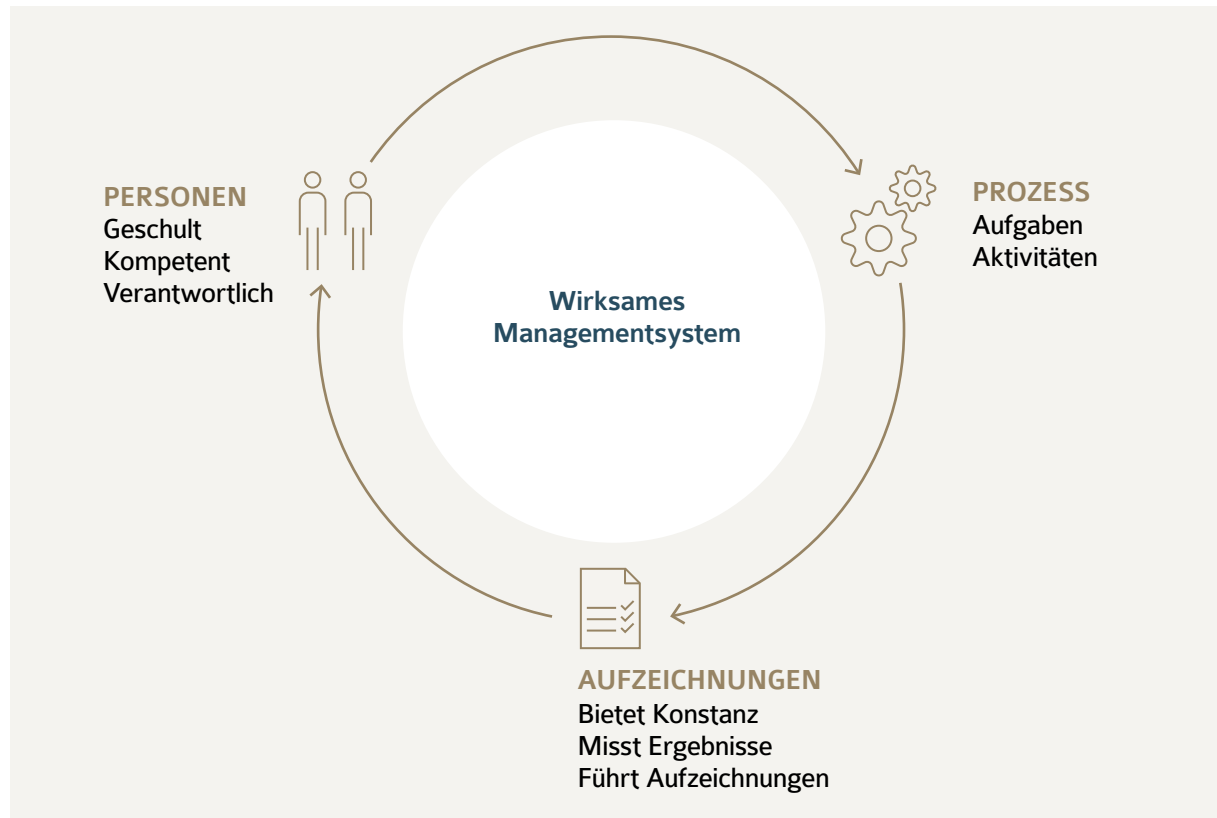 PERSONEN
Geschult
Kompetent
Verantwortlich
PROZESS
Aufgaben
Aktivitäten
Wirksames
Managementsystem
AUFZEICHNUNGEN
Bietet Konstanz
Misst Ergebnisse
Führt Aufzeichnungen